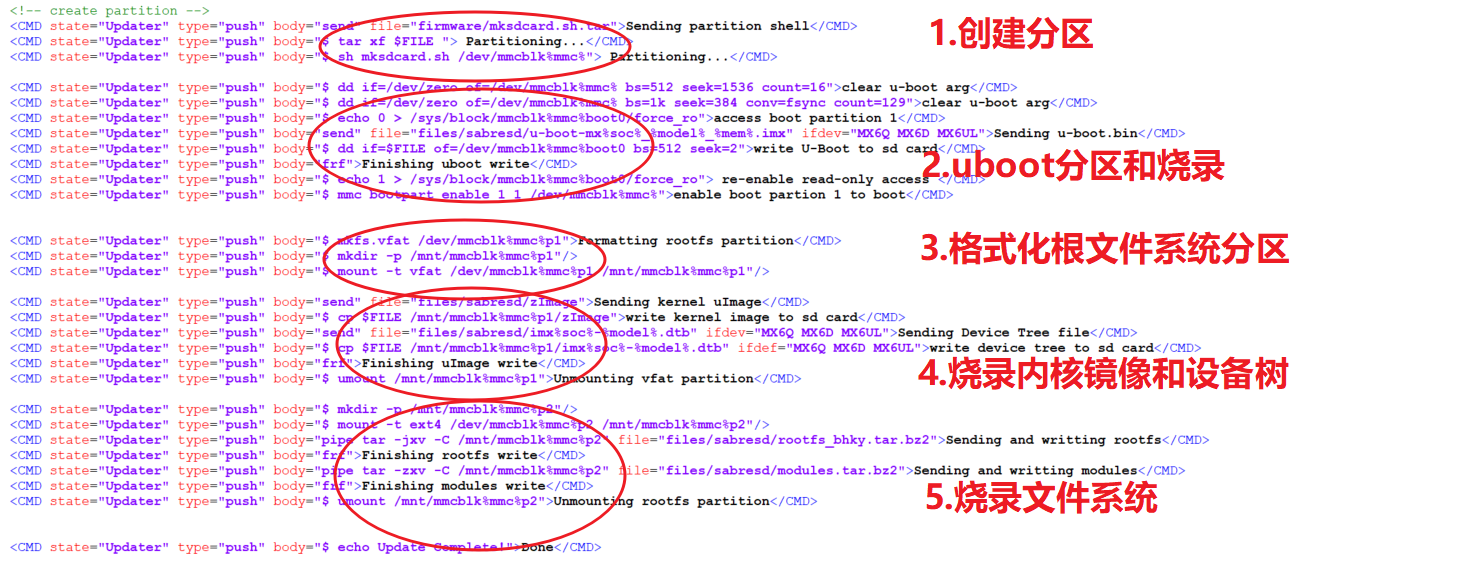 <!-- create partition -->
<CMD state="Updater" type="push" body="send" file="firmware/mksdcard.sh.tar">Sending partition shell</CMD>
<CMD state="Updater" type="push" body="$ tar xf $FILE "> Partitioning...</CMD>
<CMD state="Updater" type="push" body="$ sh mksdcard.sh /dev/mmcblk%mmc%"> Partitioning...</CMD>
1.创建分区
<CMD state="Updater" type="push" body="$ dd if=/dev/zero of=/dev/mmcblk%mmc% bs=512 seek=1536 count=16">clear u-boot arg</CMD>
<CMD state="Updater" type="push" body="$ dd if=/dev/zero of=/dev/mmcblk%mmc% bs=1k seek=384 conv=fsync count=129">clear u-boot arg</CMD>
<CMD state="Updater" type="push" body="$ echo 0 > /sys/block/mmcblk%mmc%boot0/force_ro">access boot partition 1</CMD>
<CMD state="Updater" type="push" body="send" file="files/sabresd/u-boot-mx%soc%-%model%_%mem%.imx" ifdev="MX6Q MX6D MX6UL">Sending u-boot.bin</CMD>
<CMD state="Updater" type="push" body="$ dd if=$FILE of=/dev/mmcblk%mmc%boot0 bs=512 seek=2">write U-Boot to sd card</CMD>
<CMD state="Updater" type="push" body="frf">Finishing uboot write</CMD>
<CMD state="Updater" type="push" body="$ echo 1 > /sys/block/mmcblk%mmc%boot0/force_ro"> re-enable read-only access </CMD>
<CMD state="Updater" type="push" body="$ mmc bootpart enable 1 1 /dev/mmcblk%mmc%">enable boot partion 1 to boot</CMD>
2.uboot分区和烧录
<CMD state="Updater" type="push" body="$ mkfs.vfat /dev/mmcblk%mmc%p1">Formatting rootfs partition</CMD>
<CMD state="Updater" type="push" body="$ mkdir -p /mnt/mmcblk%mmc%p1"/>
<CMD state="Updater" type="push" body="$ mount -t vfat /dev/mmcblk%mmc%p1 /mnt/mmcblk%mmc%p1"/>
3.格式化根文件系统分区
<CMD state="Updater" type="push" body="send" file="files/sabresd/zImage">Sending kernel uImage</CMD>
<CMD state="Updater" type="push" body="$ cp $FILE /mnt/mmcblk%mmc%p1/zImage">write kernel image to sd card</CMD>
<CMD state="Updater" type="push" body="send" file="files/sabresd/imx%soc%-%model%.dtb" ifdev="MX6Q MX6D MX6UL">Sending Device Tree file</CMD>
<CMD state="Updater" type="push" body="$ cp $FILE /mnt/mmcblk%mmc%p1/imx%soc%-%model%.dtb" ifdef="MX6Q MX6D MX6UL">write device tree to sd card</CMD>
<CMD state="Updater" type="push" body="frf">Finishing uImage write</CMD>
<CMD state="Updater" type="push" body="$ umount /mnt/mmcblk%mmc%p1">Unmounting vfat partition</CMD>
4.烧录内核镜像和设备树
<CMD state="Updater" type="push" body="$ mkdir -p /mnt/mmcblk%mmc%p2"/>
<CMD state="Updater" type="push" body="$ mount -t ext4 /dev/mmcblk%mmc%p2 /mnt/mmcblk%mmc%p2"/>
<CMD state="Updater" type="push" body="pipe tar -jxv -C /mnt/mmcblk%mmc%p2" file="files/sabresd/rootfs_bhky.tar.bz2">Sending and writting rootfs</CMD>
<CMD state="Updater" type="push" body="frf">Finishing rootfs write</CMD>
<CMD state="Updater" type="push" body="pipe tar -zxv -C /mnt/mmcblk%mmc%p2" file="files/sabresd/modules.tar.bz2">Sending and writting modules</CMD>
<CMD state="Updater" type="push" body="frf">Finishing modules write</CMD>
<CMD state="Updater" type="push" body="$ umount /mnt/mmcblk%mmc%p2">Unmounting rootfs partition</CMD>
5.烧录文件系统
<CMD state="Updater" type="push" body="$ echo Update Complete!">Done</CMD>